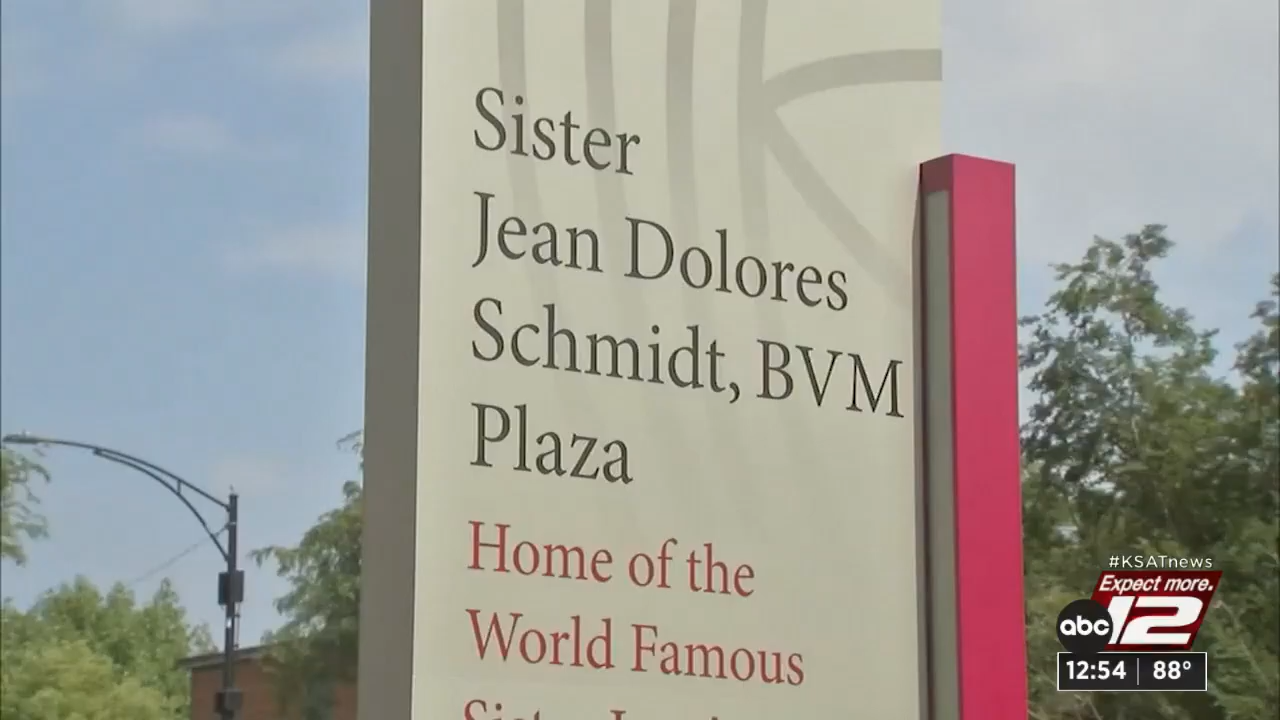 Sister
Jean Dolores
Schmidt, BVM
Plaza
Home of the
World Famous
#KSATnews
Expect more.
abc 12
12:54 88°